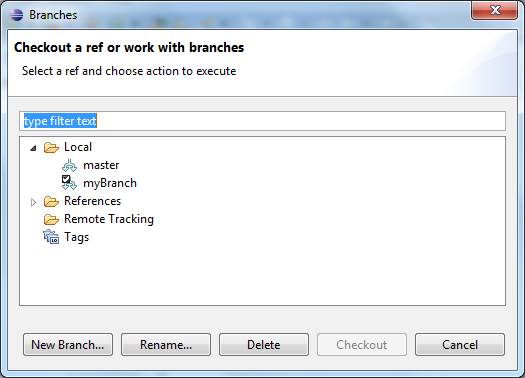 Branches
Checkout a ref or work with branches
Select a ref and choose action to execute
type filter text
Local
master
myBranch
References
Remote Tracking
Tags
New Branch... Rename... Delete Checkout Cancel